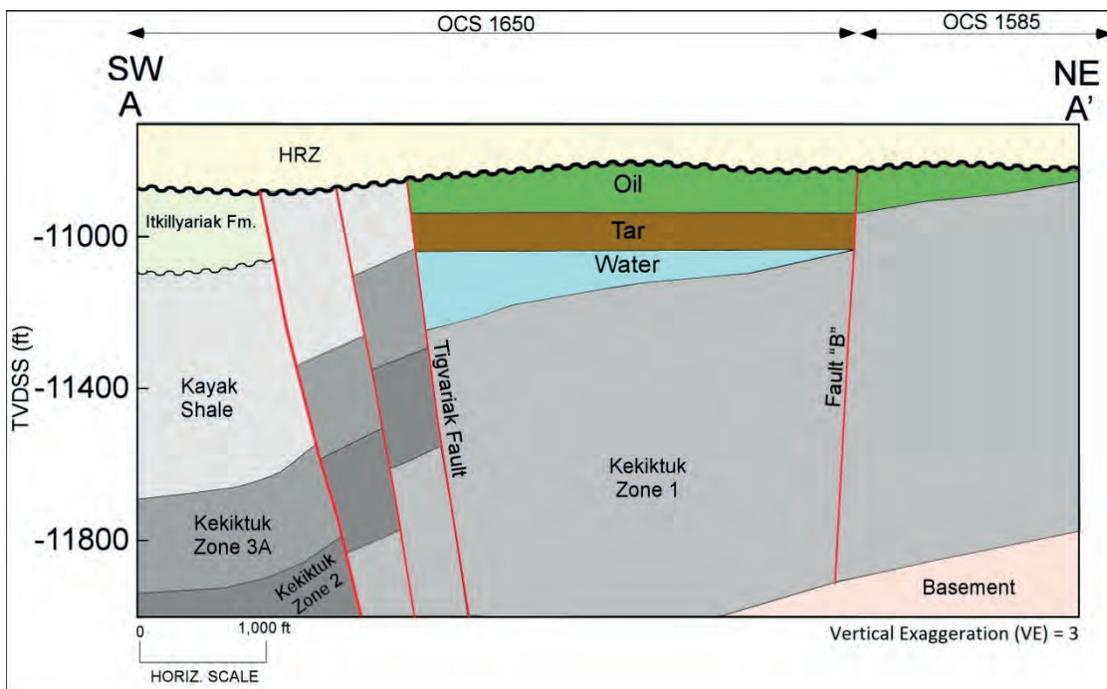 OCS 1650
OCS 1585
SW
A
NE
A'
HRZ
Oil
Itkillyariak Fm.
-11000
Tar
Water
TVDSS (ft)
-11400
Kayak
Shale
Tigvariak Fault
Fault "B"
Kekiktuk
Zone 1
-11800
Kekiktuk
Zone 3A
Kekiktuk
Zone 2
Basement
0
1,000 ft
HORIZ. SCALE
Vertical Exaggeration (VE) = 3